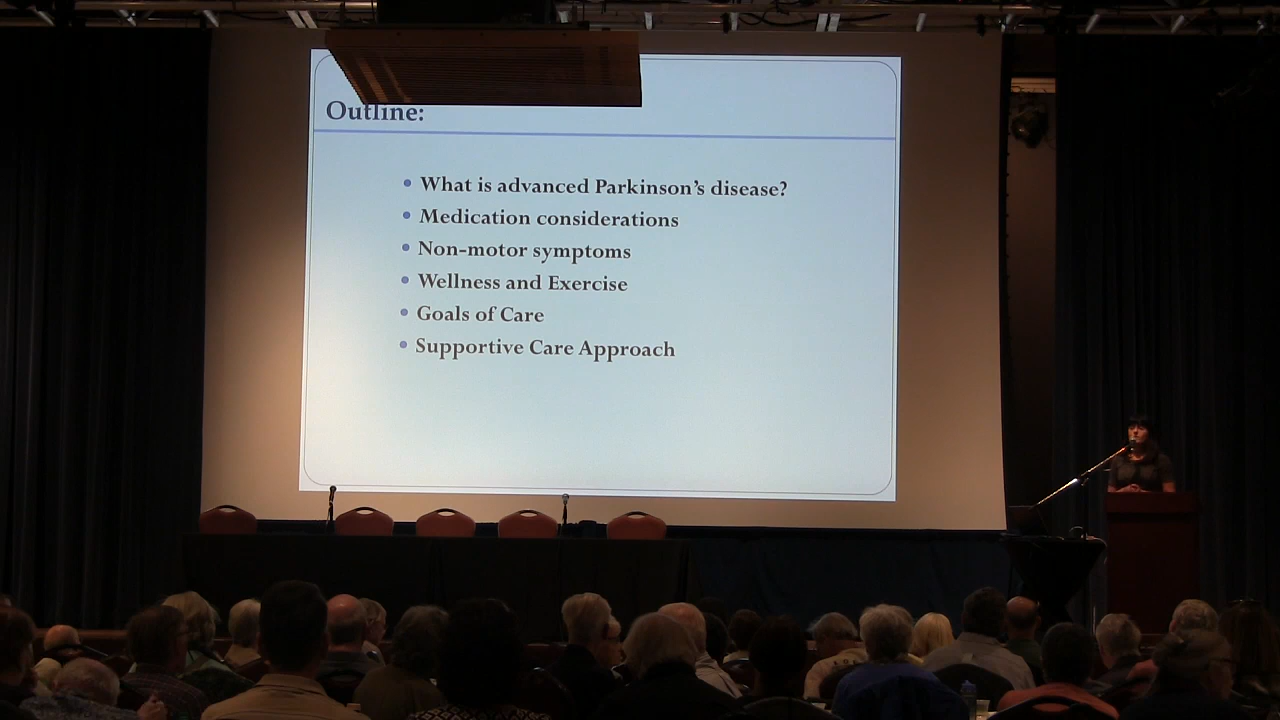 Outline:
What is advanced Parkinson's disease?
Medication considerations
Non-motor symptoms
Wellness and Exercise
Goals of Care
Supportive Care Approach